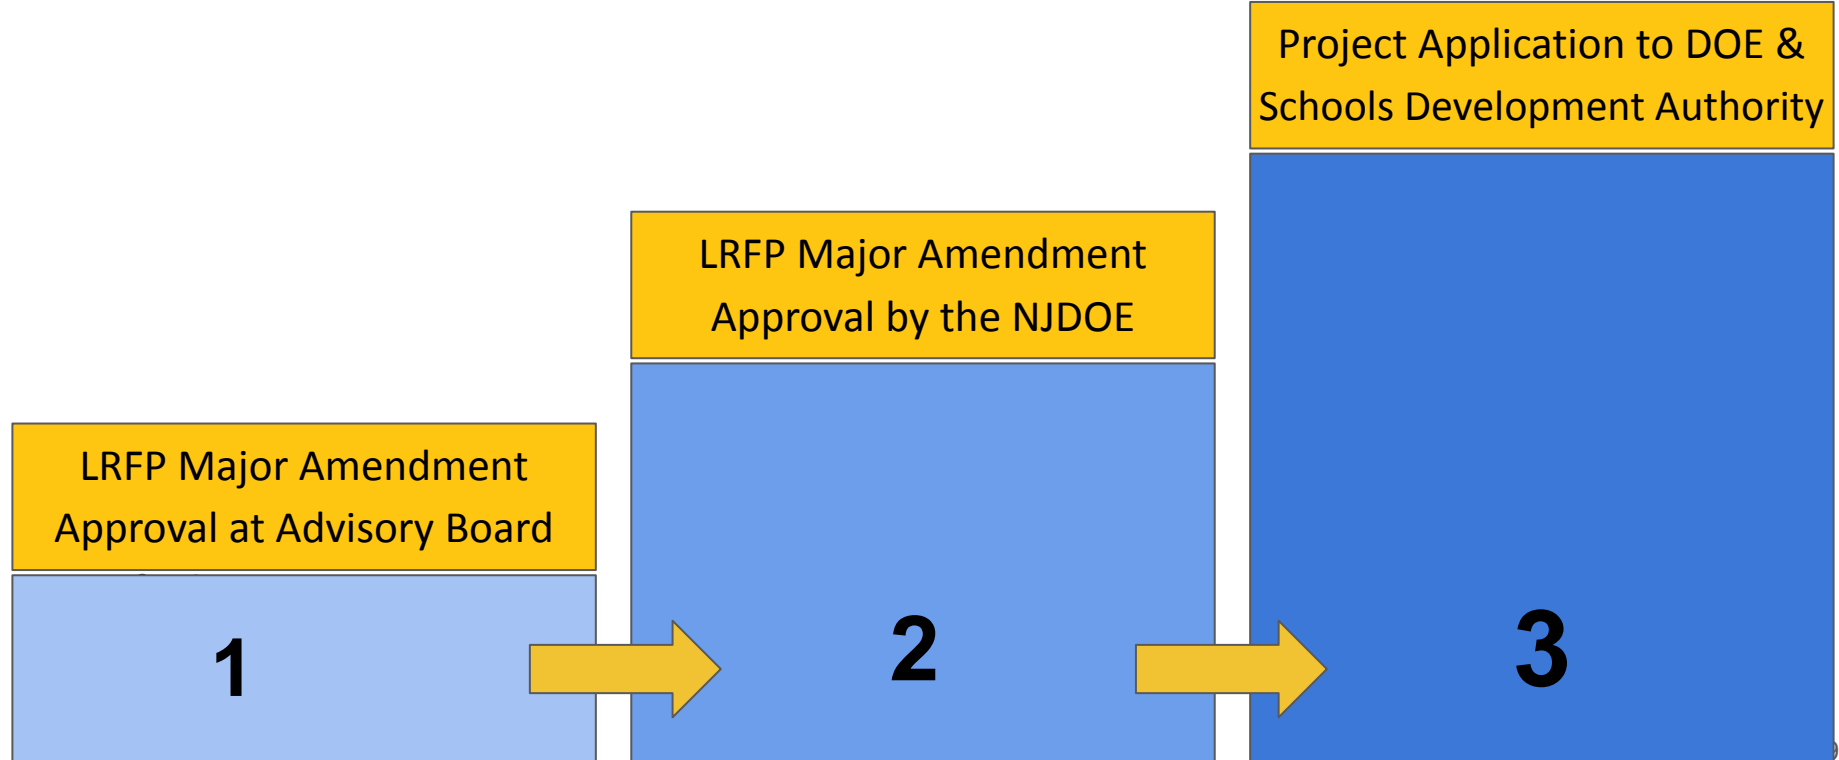 LRFP Major Amendment
Approval at Advisory Board
1
LRFP Major Amendment
Approval by the NJDOE
2
Project Application to DOE &
Schools Development Authority
3